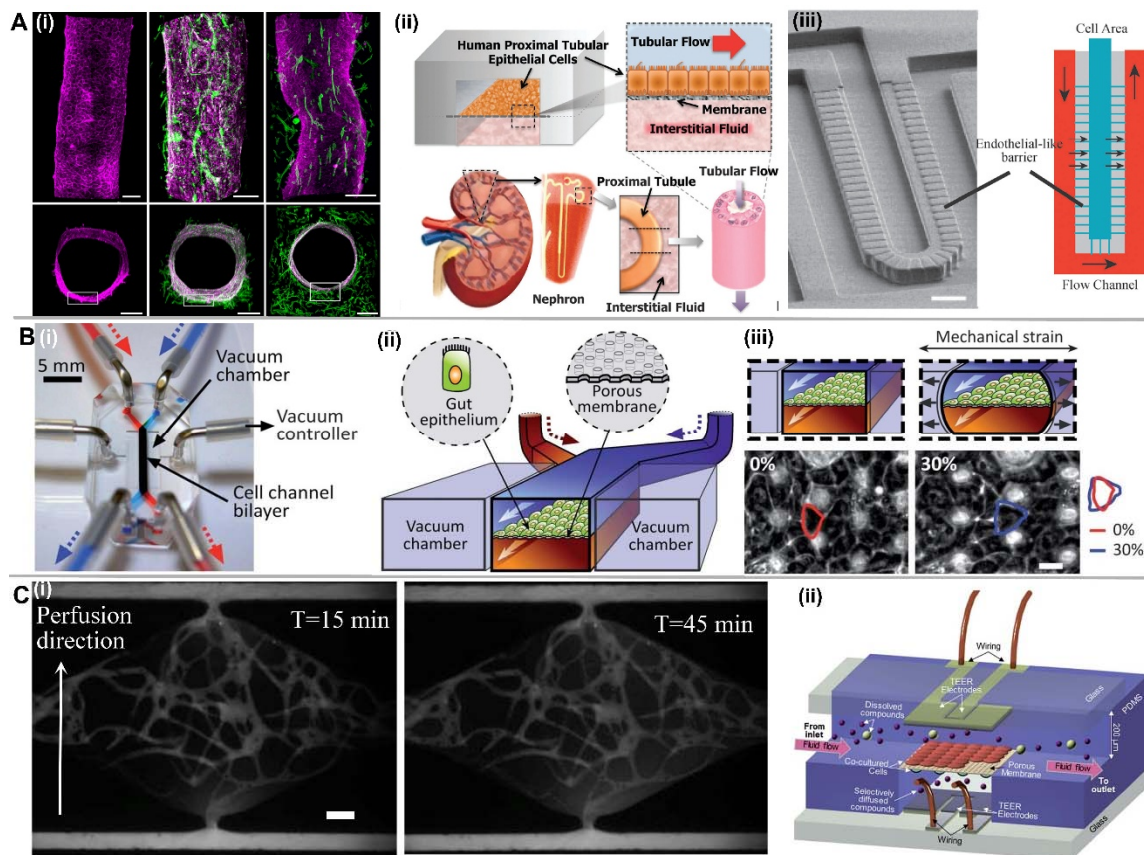 A
(i)
(ii)
Human Proximal Tubular
Epithelial Cells
Tubular Flow
Membrane
Interstitial Fluid
Tubular Flow
Proximal Tubule
Nephron
Interstitial Fluid
(iii)
Cell Area
Endothelial-like
barrier
Flow Channel
B
(i)
5 mm
Vacuum
chamber
Vacuum
controller
Cell channel
bilayer
(ii)
Gut
epithelium
Porous
membrane
Vacuum
chamber
Vacuum
chamber
(iii)
Mechanical strain
0%
30%
0%
30%
C
(i)
Perfusion
direction
T=15 min
T=45 min
(ii)
Wiring
TEER
Electrodes
Glass
PDMS
Dissolved
compounds
200 µm
From
inlet
Fluid flow
Co-cultured
Cells
Porous
Membrane
Fluid flow
To
outlet
Selectively
diffused
compounds
TEER
Electrodes
Wiring
Glass